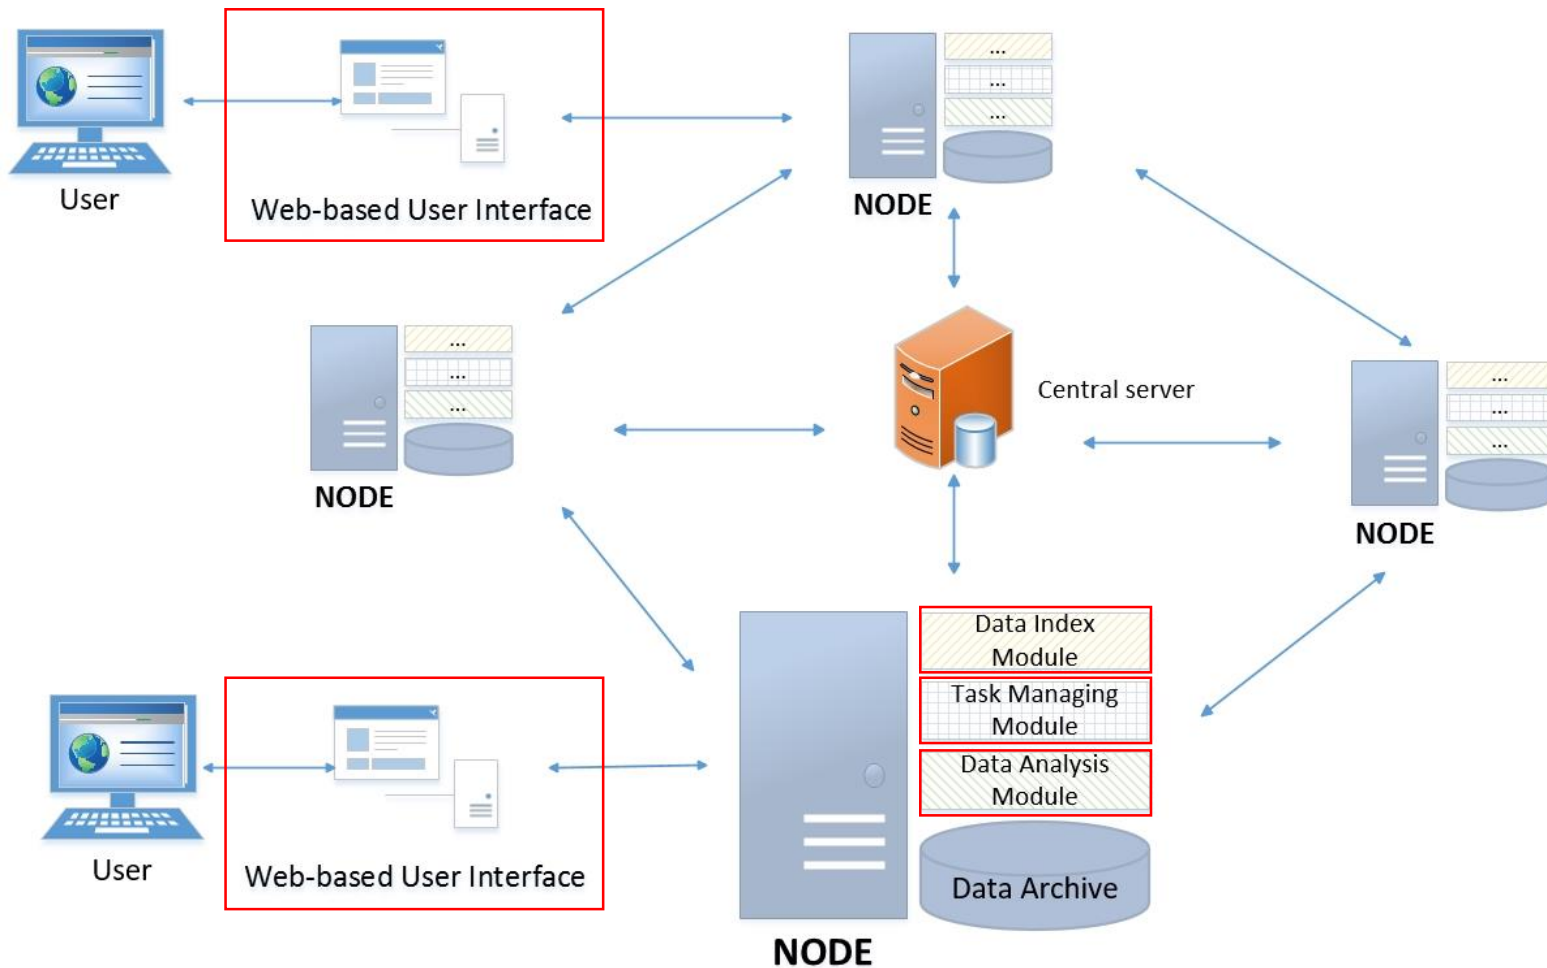 User
Web-based User Interface
...
...
...
NODE
...
...
...
NODE
Central server
...
...
...
NODE
Data Index
Module
Task Managing
Module
Data Analysis
Module
Data Archive
NODE
User
Web-based User Interface